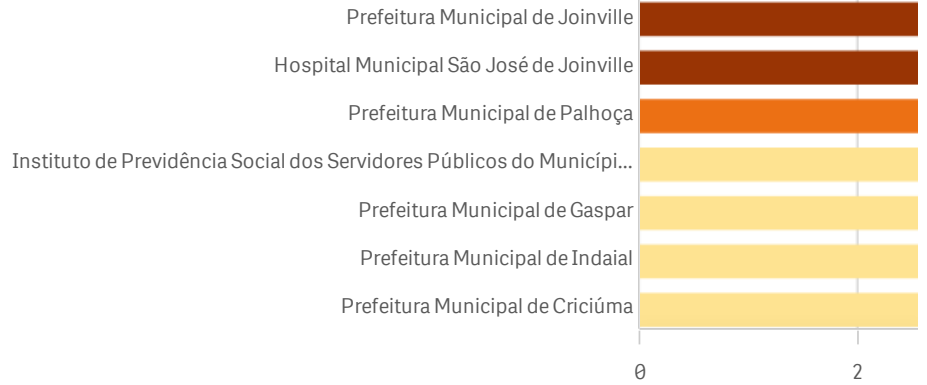 Prefeitura Municipal de Joinville
Hospital Municipal São José de Joinville
Prefeitura Municipal de Palhoça
Instituto de Previdência Social dos Servidores Públicos do Municípi...
Prefeitura Municipal de Gaspar
Prefeitura Municipal de Indaial
Prefeitura Municipal de Criciúma
0 2